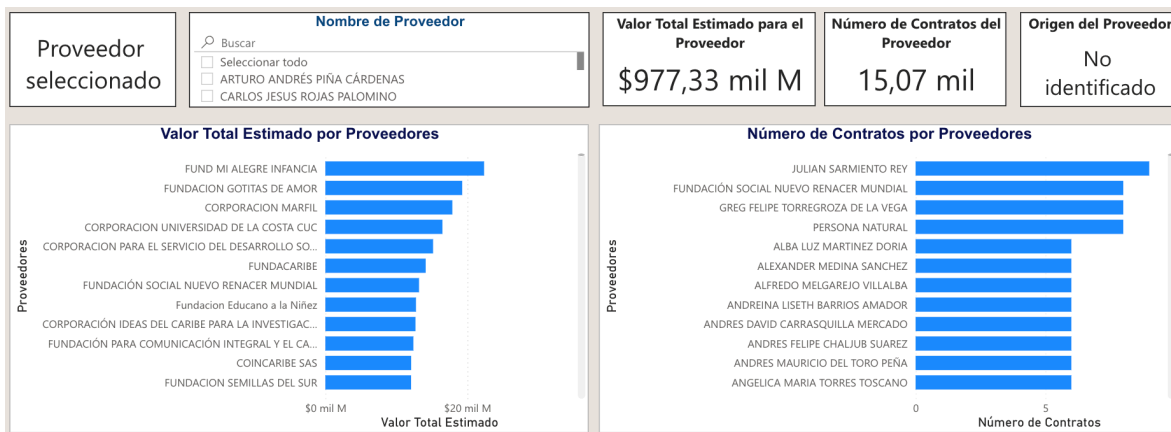 Proveedor
seleccionado
Nombre de Proveedor
Buscar
Seleccionar todo
ARTURO ANDRÉS PIÑA CÁRDENAS
CARLOS JESUS ROJAS PALOMINO
Valor Total Estimado para el
Proveedor
$977,33 mil M
Número de Contratos del
Proveedor
15,07 mil
Origen del Proveedor
No
identificado
Valor Total Estimado por Proveedores
Proveedores
FUND MI ALEGRE INFANCIA
FUNDACION GOTITAS DE AMOR
CORPORACION MARFIL
CORPORACION UNIVERSIDAD DE LA COSTA CUC
CORPORACION PARA EL SERVICIO DEL DESARROLLO SO...
FUNDACARIBE
FUNDACIÓN SOCIAL NUEVO RENACER MUNDIAL
Fundacion Educano a la Niñez
CORPORACIÓN IDEAS DEL CARIBE PARA LA INVESTIGAC...
FUNDACIÓN PARA COMUNICACIÓN INTEGRAL Y EL CA...
COINCARIBE SAS
FUNDACION SEMILLAS DEL SUR
$0 mil M
$20 mil M
Valor Total Estimado
Número de Contratos por Proveedores
Proveedores
JULIAN SARMIENTO REY
FUNDACIÓN SOCIAL NUEVO RENACER MUNDIAL
GREG FELIPE TORREGROZA DE LA VEGA
PERSONA NATURAL
ALBA LUZ MARTINEZ DORIA
ALEXANDER MEDINA SANCHEZ
ALFREDO MELGAREJO VILLALBA
ANDREINA LISETH BARRIOS AMADOR
ANDRES DAVID CARRASQUILLA MERCADO
ANDRES FELIPE CHALJUB SUAREZ
ANDRES MAURICIO DEL TORO PEÑA
ANGELICA MARIA TORRES TOSCANO
0
5
Número de Contratos